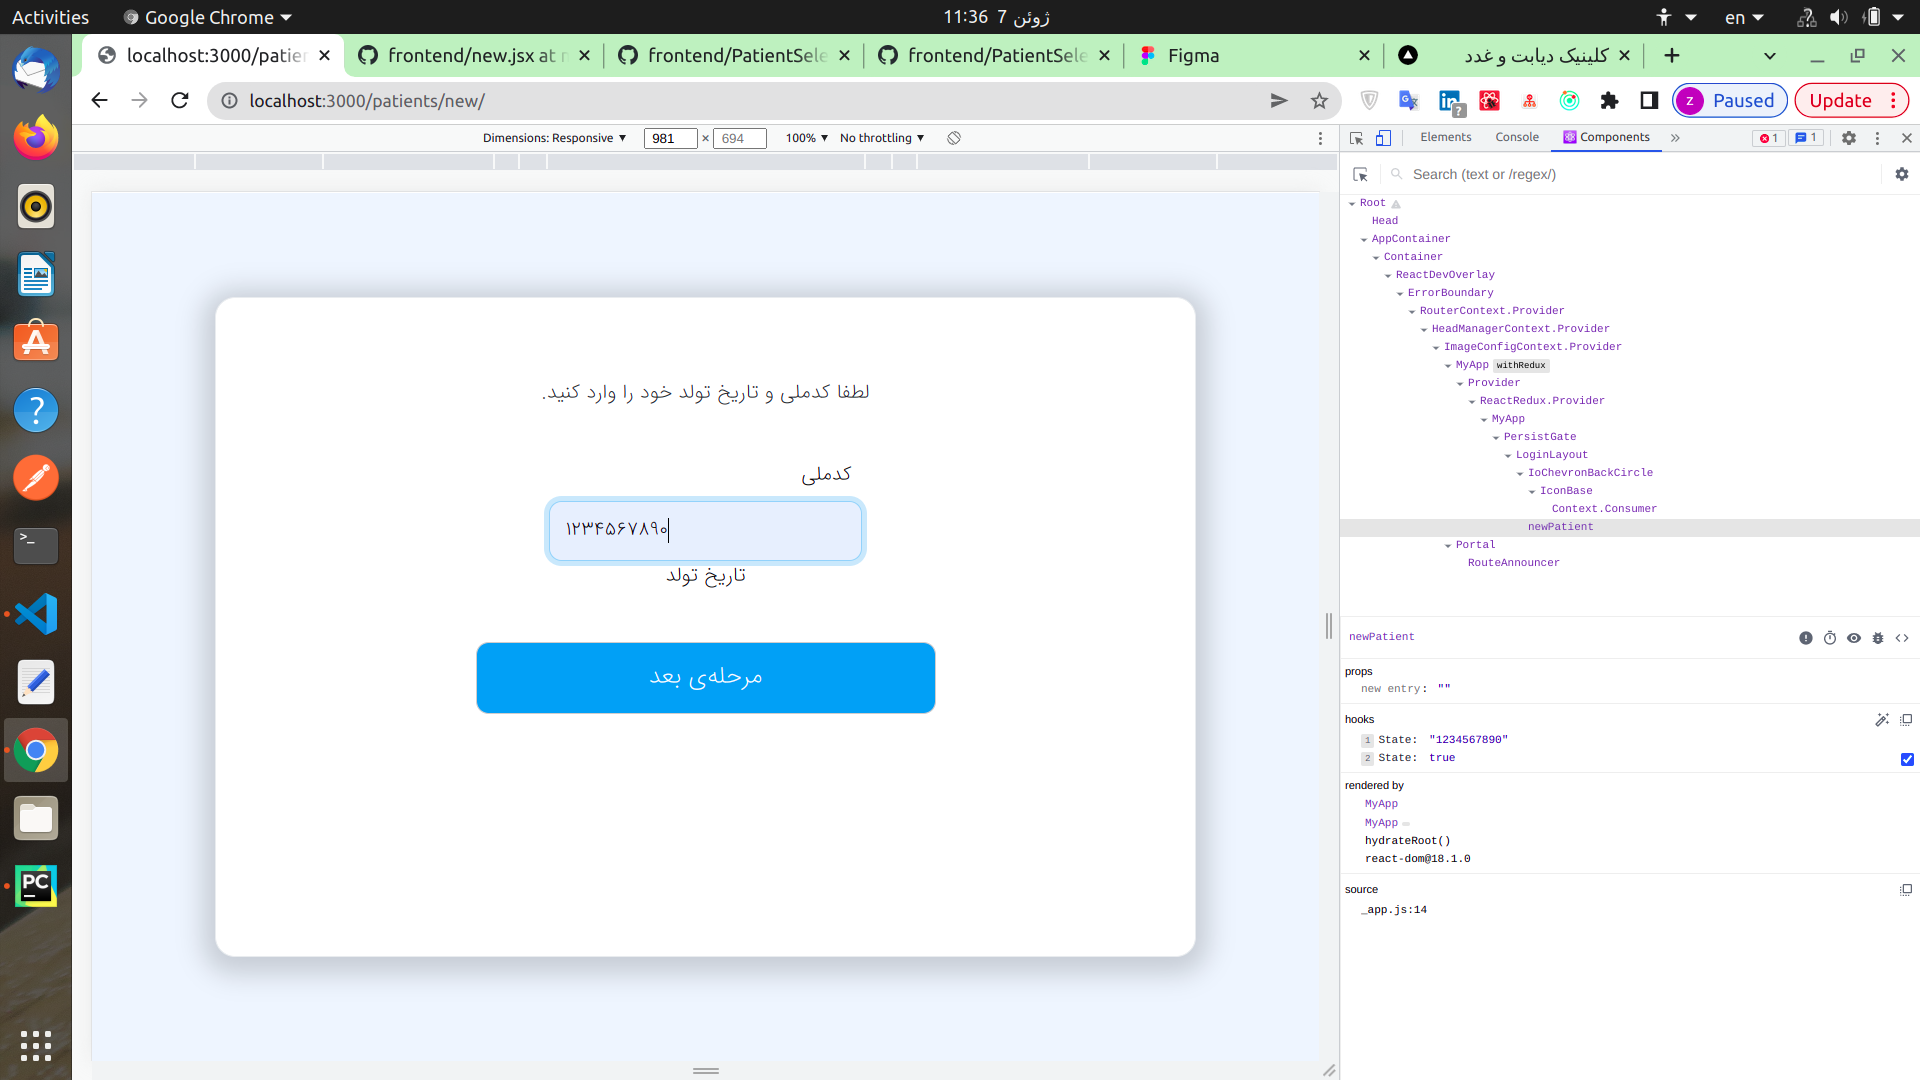 Activities
Google Chrome
11:36 7 ژوئن
en
localhost:3000/patier
frontend/new.jsx at
frontend/PatientSele
frontend/PatientSele
Figma
کلینیک دیابت و غدد
localhost:3000/patients/new/
z Paused
Update
Dimensions: Responsive ▼ 981 × 694 100% ▼ No throttling ▼
Elements
Console
Components
»
1
1
Search (text or /regex/)
Root
Head
AppContainer
Container
ReactDevOverlay
ErrorBoundary
RouterContext.Provider
HeadManagerContext.Provider
ImageConfigContext.Provider
MyApp withRedux
Provider
ReactRedux.Provider
MyApp
PersistGate
LoginLayout
IoChevronBackCircle
IconBase
Context.Consumer
newPatient
Portal
RouteAnnouncer
لطفا کدملی و تاریخ تولد خود را وارد کنید.
کدملی
۱۲۳۴۵۶۷۸۹۰
تاریخ تولد
مرحله‌ی بعد
newPatient
props
new entry: ""
hooks
1 State: "1234567890"
2 State: true
rendered by
MyApp
MyApp
hydrateRoot()
react-dom@18.1.0
source
_app.js:14
PC